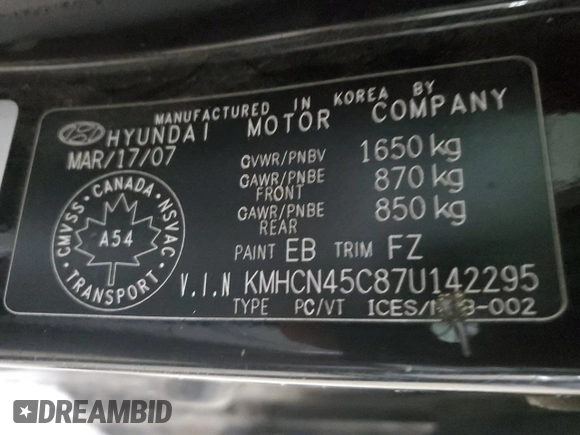 MANUFACTURED IN KOREA BY
HYUNDAI MOTOR COMPANY
MAR/17/07
GVWR/PNBV 1650 kg
GAWR/PNBE FRONT 870 kg
GAWR/PNBE REAR 850 kg
CMVSS · CANADA · NSVAC · TRANSPORT ·
A54
PAINT EB TRIM FZ
V.I.N KMHCN45C87U142295
TYPE PC/VT ICES/ -002
DREAMBID